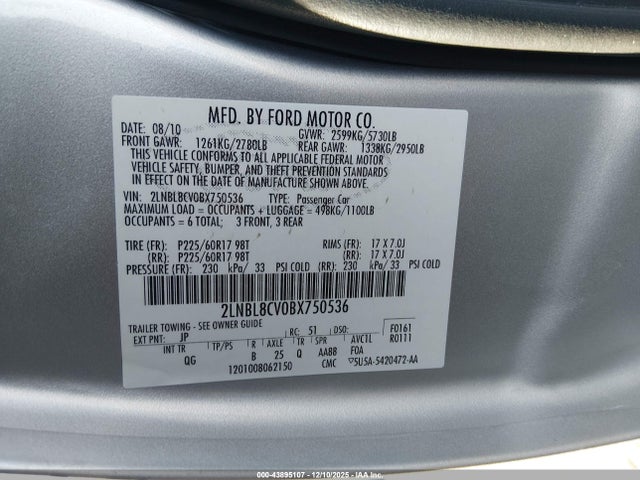 MFD. BY FORD MOTOR CO.
DATE: 08/10 GVWR: 2599KG/5730LB
FRONT GAWR: 1261KG/2780LB REAR GAWR: 1338KG/2950LB
THIS VEHICLE CONFORMS TO ALL APPLICABLE FEDERAL MOTOR
VEHICLE SAFETY, BUMPER, AND THEFT PREVENTION STANDARDS
IN EFFECT ON THE DATE OF MANUFACTURE SHOWN ABOVE.
VIN: 2LNBL8CV0BX750536 TYPE: Passenger Car
MAXIMUM LOAD = OCCUPANTS + LUGGAGE = 498KG/1100LB
OCCUPANTS = 6 TOTAL; 3 FRONT, 3 REAR
TIRE (FR): P225/60R17 98T RIMS (FR): 17 X 7.0J
(RR): P225/60R17 98T (RR): 17 X 7.0J
PRESSURE (FR): 230 kPa/ 33 PSI COLD (RR): 230 kPa/ 33 PSI COLD
2LNBL8CV0BX750536
TRAILER TOWING - SEE OWNER GUIDE
F0161
R0111
EXT PNT: JP RC: 51 DSO:
INT TR TP/PS R AXLE TR SPR AVC1L
QG B 25 Q AABB FOA
1201008062150 CMC ▽5U5A-5420472-AA
000-43895107 - 12/10/2025 - IAA Inc.